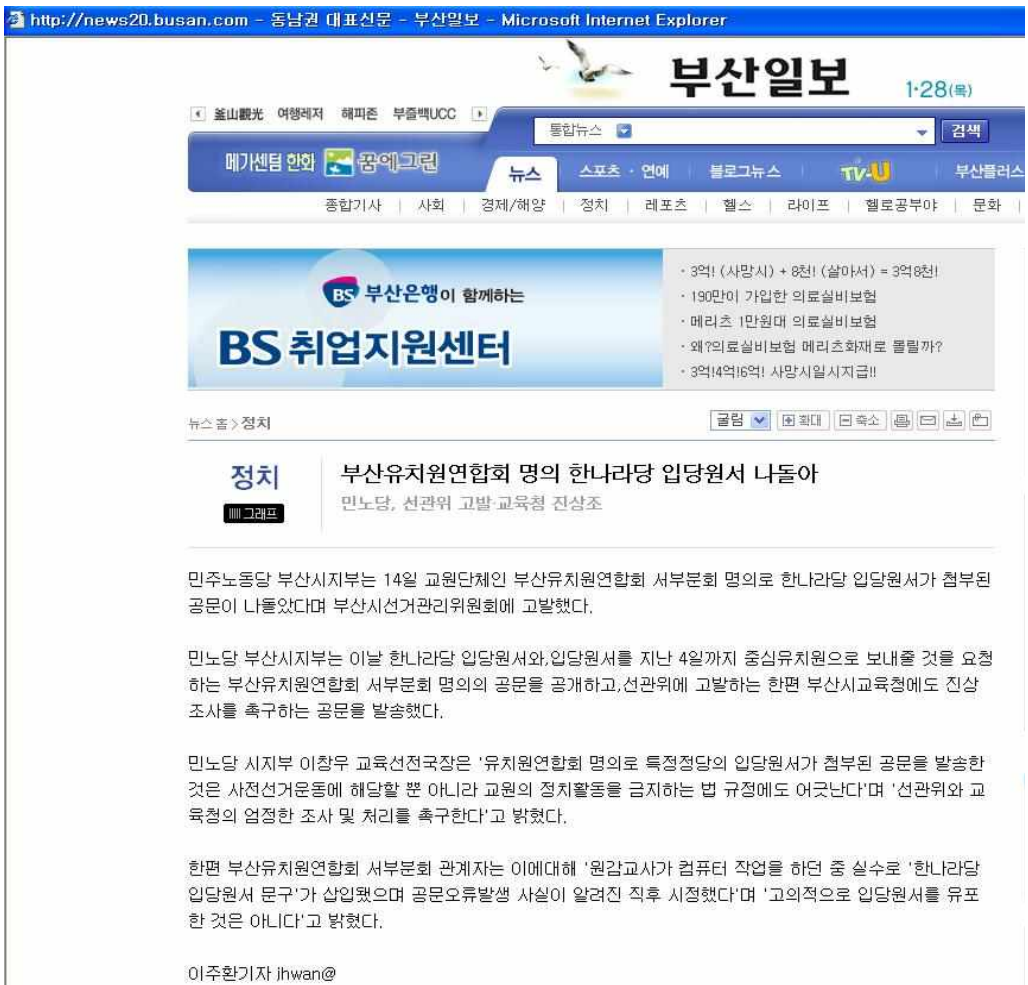 http://news20.busan.com - 동남권 대표신문 - 부산일보 - Microsoft Internet Explorer
부산일보
1·28(목)
釜山觀光 여행레저 해피존 부즐백UCC
통합뉴스 검색
메가센텀 한화 꿈에그린
뉴스 스포츠 · 연예 블로그뉴스 TV-U 부산플러스
종합기사 | 사회 | 경제/해양 | 정치 | 레포츠 | 헬스 | 라이프 | 헬로공부야 | 문화 |
BS 부산은행이 함께하는
BS 취업지원센터
· 3억! (사망시) + 8천! (살아서) = 3억8천!
· 190만이 가입한 의료실비보험
· 메리츠 1만원대 의료실비보험
· 왜?의료실비보험 메리츠화재로 몰릴까?
· 3억!4억!6억! 사망시일시지급!!
뉴스 홈 > 정치
굴림 확대 축소
정치
그래프
부산유치원연합회 명의 한나라당 입당원서 나돌아
민노당, 선관위 고발·교육청 진상조
민주노동당 부산시지부는 14일 교원단체인 부산유치원연합회 서부분회 명의로 한나라당 입당원서가 첨부된
공문이 나돌았다며 부산시선거관리위원회에 고발했다.
민노당 부산시지부는 이날 한나라당 입당원서와,입당원서를 지난 4일까지 중심유치원으로 보내줄 것을 요청
하는 부산유치원연합회 서부분회 명의의 공문을 공개하고,선관위에 고발하는 한편 부산시교육청에도 진상
조사를 촉구하는 공문을 발송했다.
민노당 시지부 이창우 교육선전국장은 '유치원연합회 명의로 특정정당의 입당원서가 첨부된 공문을 발송한
것은 사전선거운동에 해당할 뿐 아니라 교원의 정치활동을 금지하는 법 규정에도 어긋난다'며 '선관위와 교
육청의 엄정한 조사 및 처리를 촉구한다'고 밝혔다.
한편 부산유치원연합회 서부분회 관계자는 이에대해 '원감교사가 컴퓨터 작업을 하던 중 실수로 '한나라당
입당원서 문구'가 삽입됐으며 공문오류발생 사실이 알려진 직후 시정했다'며 '고의적으로 입당원서를 유포
한 것은 아니다'고 밝혔다.
이주환기자 jhwan@